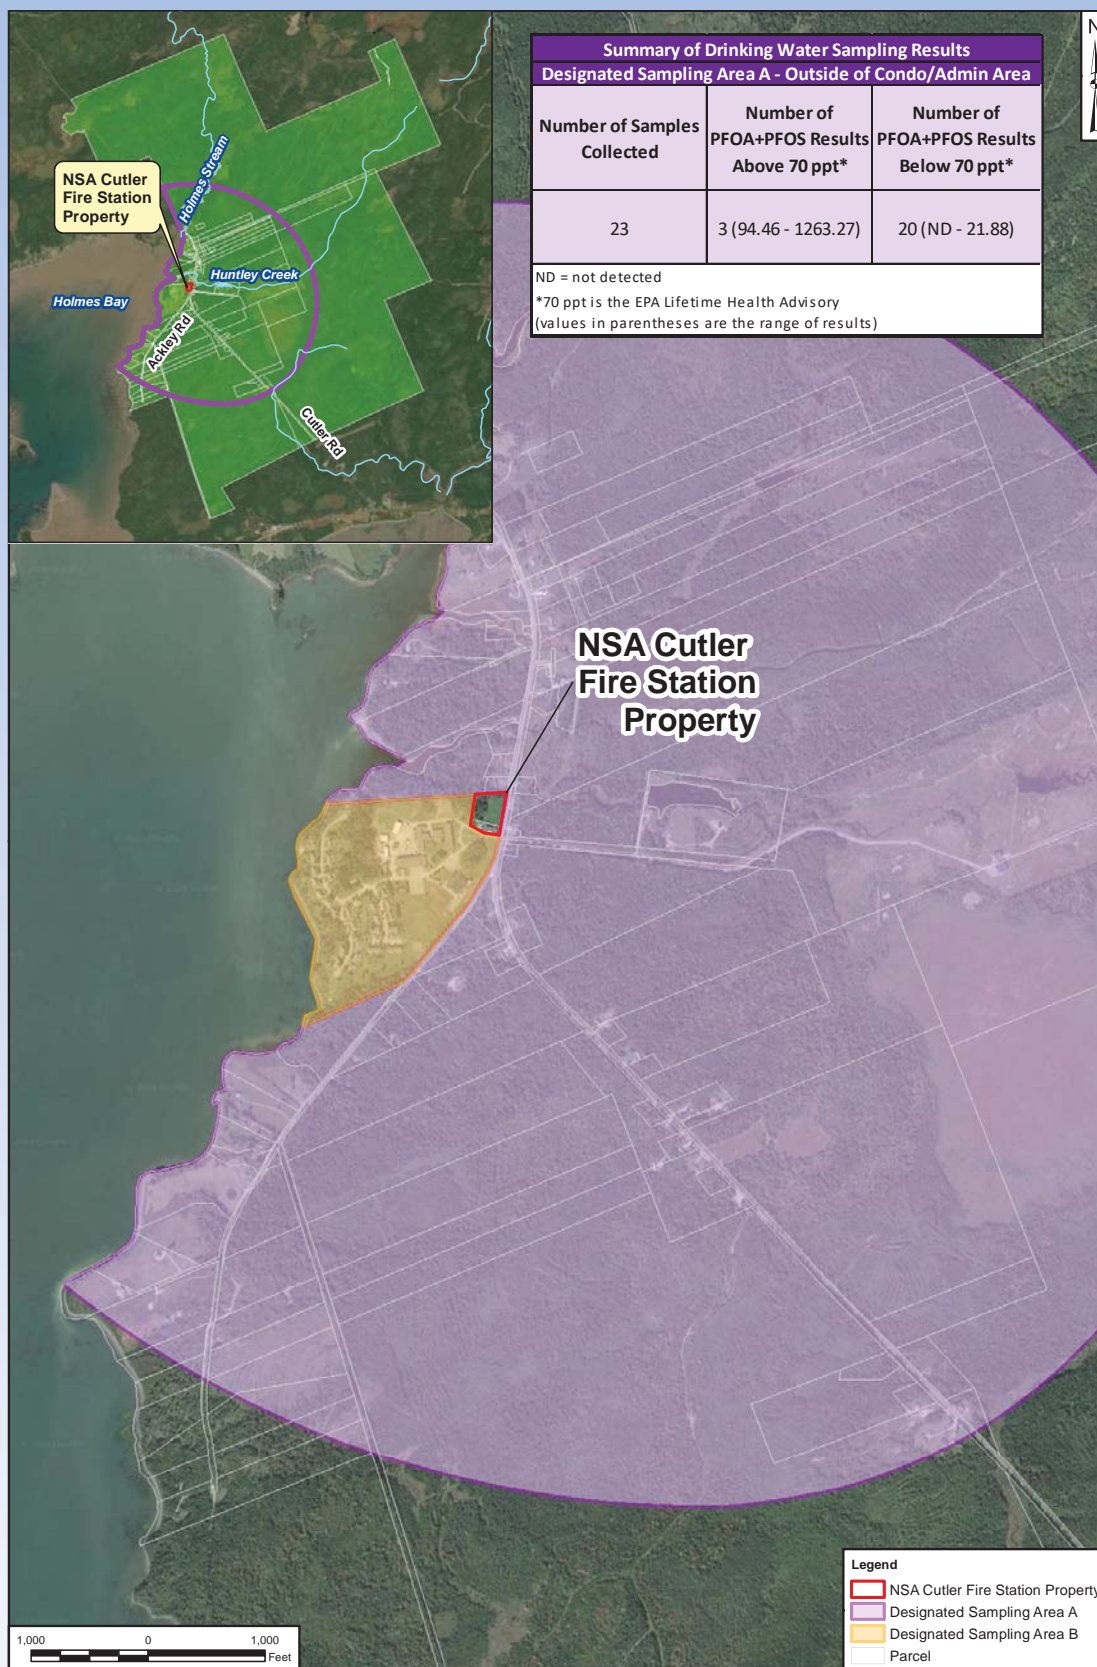 NSA Cutler
Fire Station
Property
Holmes Stream
Huntley Creek
Holmes Bay
Ackley Rd
Cutler Rd
Summary of Drinking Water Sampling Results
Designated Sampling Area A - Outside of Condo/Admin Area
Number of Samples
Collected
Number of
PFOA+PFOS Results
Above 70 ppt*
Number of
PFOA+PFOS Results
Below 70 ppt*
23
3 (94.46 - 1263.27)
20 (ND - 21.88)
ND = not detected
*70 ppt is the EPA Lifetime Health Advisory
(values in parentheses are the range of results)
N
NSA Cutler
Fire Station
Property
Legend
NSA Cutler Fire Station Property
Designated Sampling Area A
Designated Sampling Area B
Parcel
1,000 0 1,000
Feet